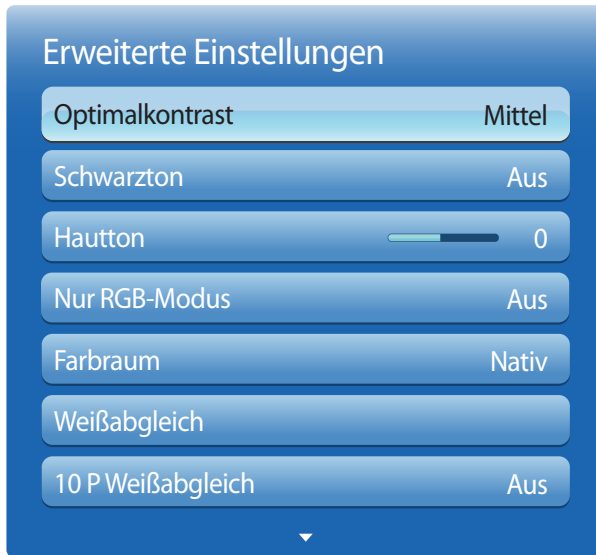 Erweiterte Einstellungen
Optimalkontrast Mittel
Schwarzton Aus
Hautton 0
Nur RGB-Modus Aus
Farbraum Nativ
Weißabgleich
10 P Weißabgleich Aus